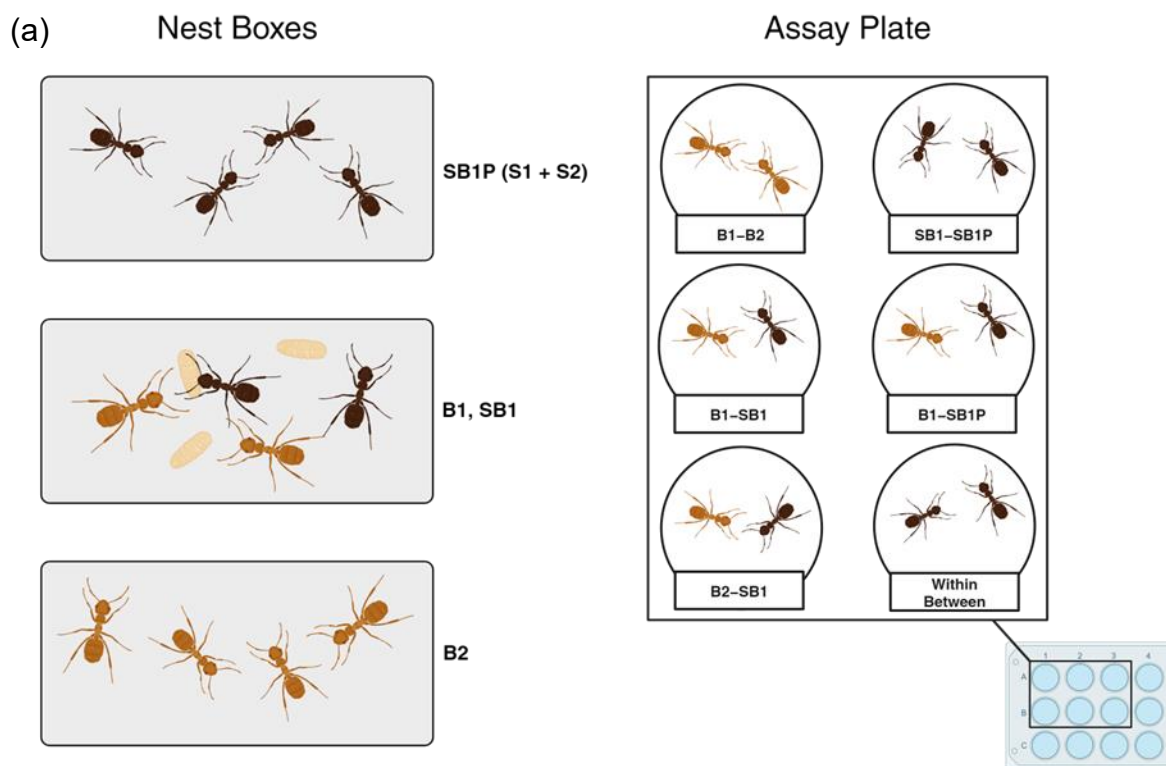 (a)
Nest Boxes
Assay Plate
SB1P (S1 + S2)
B1, SB1
B2
B1–B2
SB1–SB1P
B1–SB1
B1–SB1P
B2–SB1
Within
Between
1 2 3 4
A
B
C